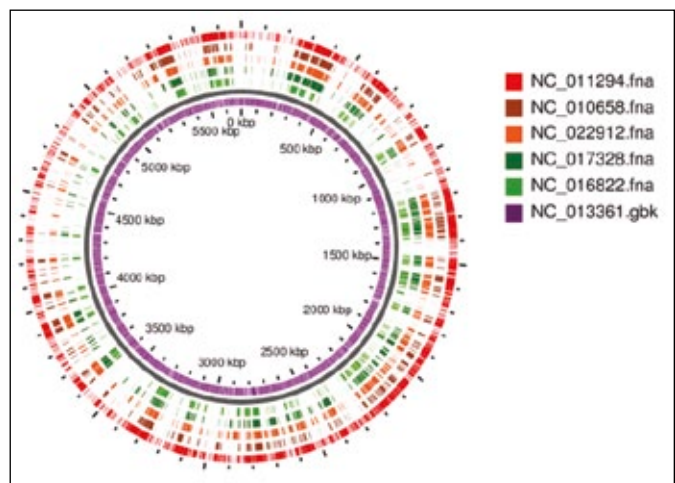 NC_011294.fna
NC_010658.fna
NC_022912.fna
NC_017328.fna
NC_016822.fna
NC_013361.gbk
0 kbp
500 kbp
1000 kbp
1500 kbp
2000 kbp
2500 kbp
3000 kbp
3500 kbp
4000 kbp
4500 kbp
5000 kbp
5500 kbp